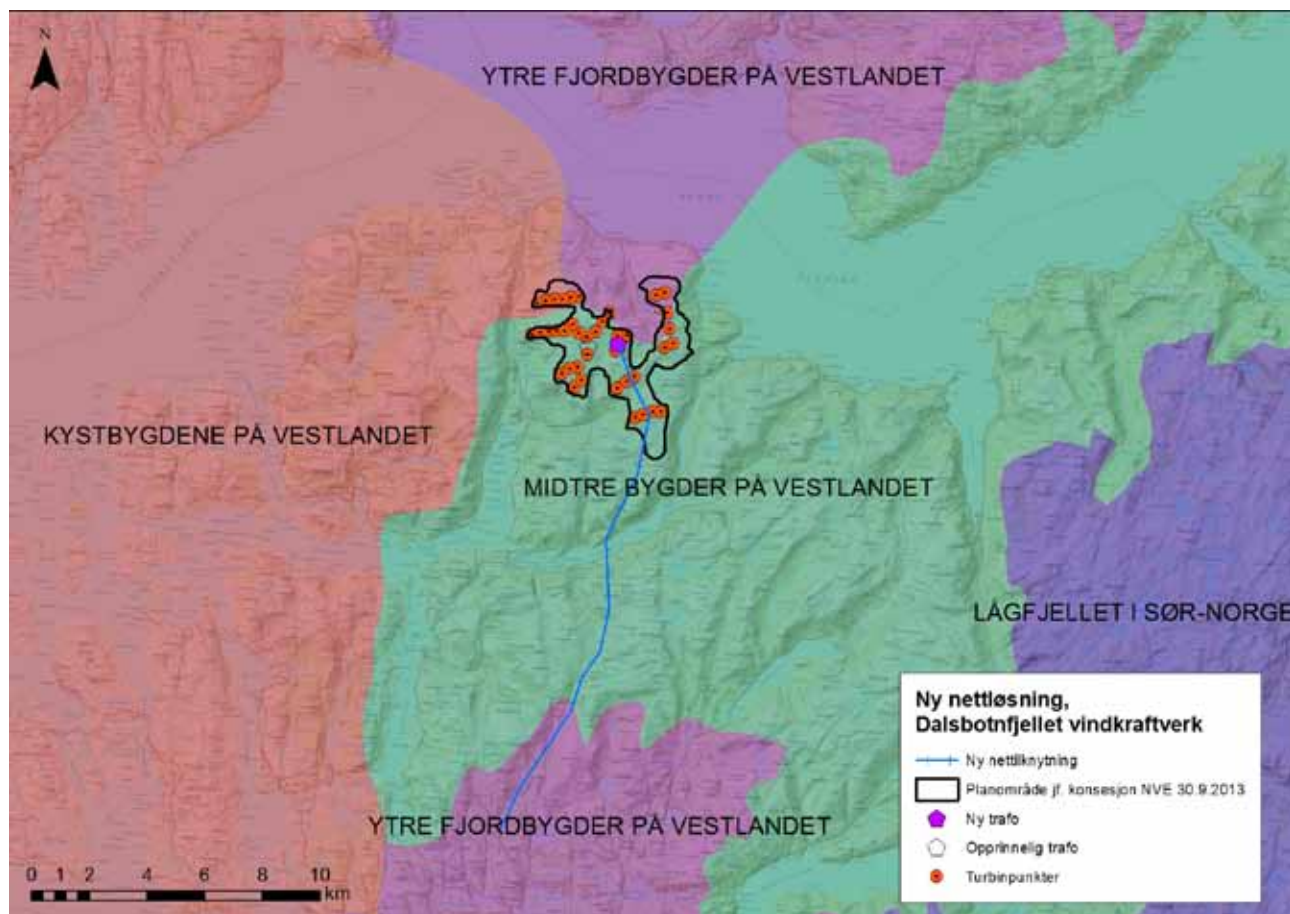 N
YTRE FJORDBYGDER PÅ VESTLANDET
KYSTBYGDENE PÅ VESTLANDET
MIDTRE BYGDER PÅ VESTLANDET
LÅGFJELLET I SØR-NORGE
YTRE FJORDBYGDER PÅ VESTLANDET
Ny nettløsning,
Dalsbotnfjellet vindkraftverk
Ny nettilknytning
Planområde jf. konsesjon NVE 30.9.2013
Ny trafo
Opprinnelig trafo
Turbinpunkter
0 1 2 4 6 8 10
km